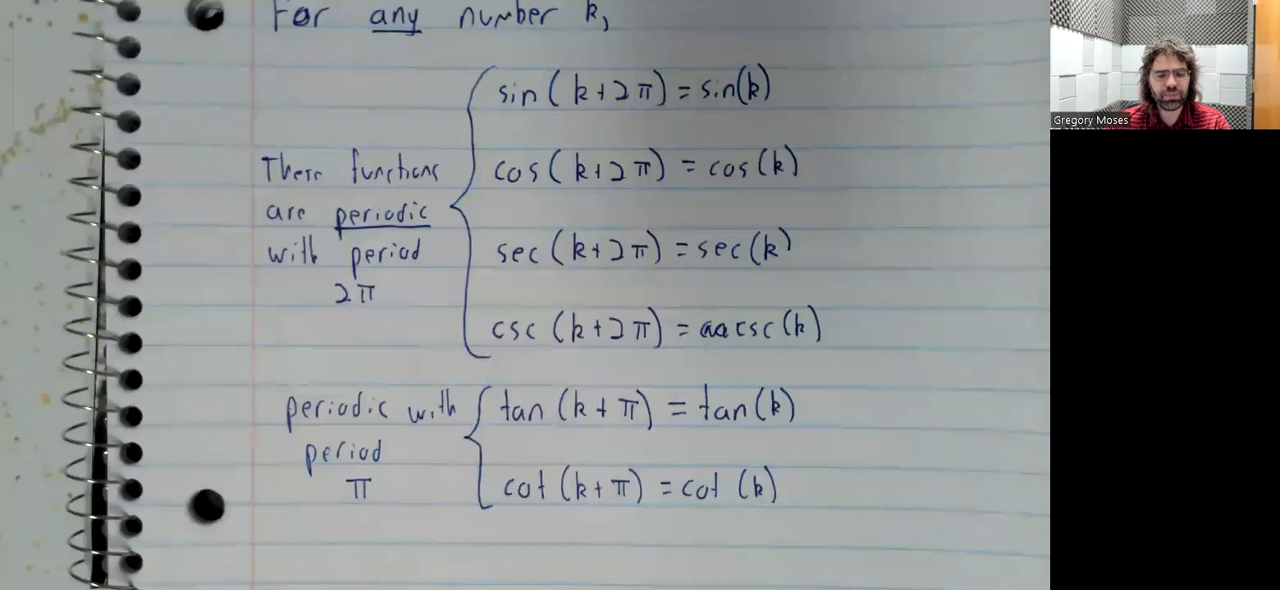 For any number k,
sin(k+2π)=sin(k)
cos(k+2π)=cos(k)
These functions
are periodic
with period
2π
sec(k+2π)=sec(k)
csc(k+2π)=csc(k)
periodic with
period
π
tan(k+π)=tan(k)
cot(k+π)=cot(k)
Gregory Moses